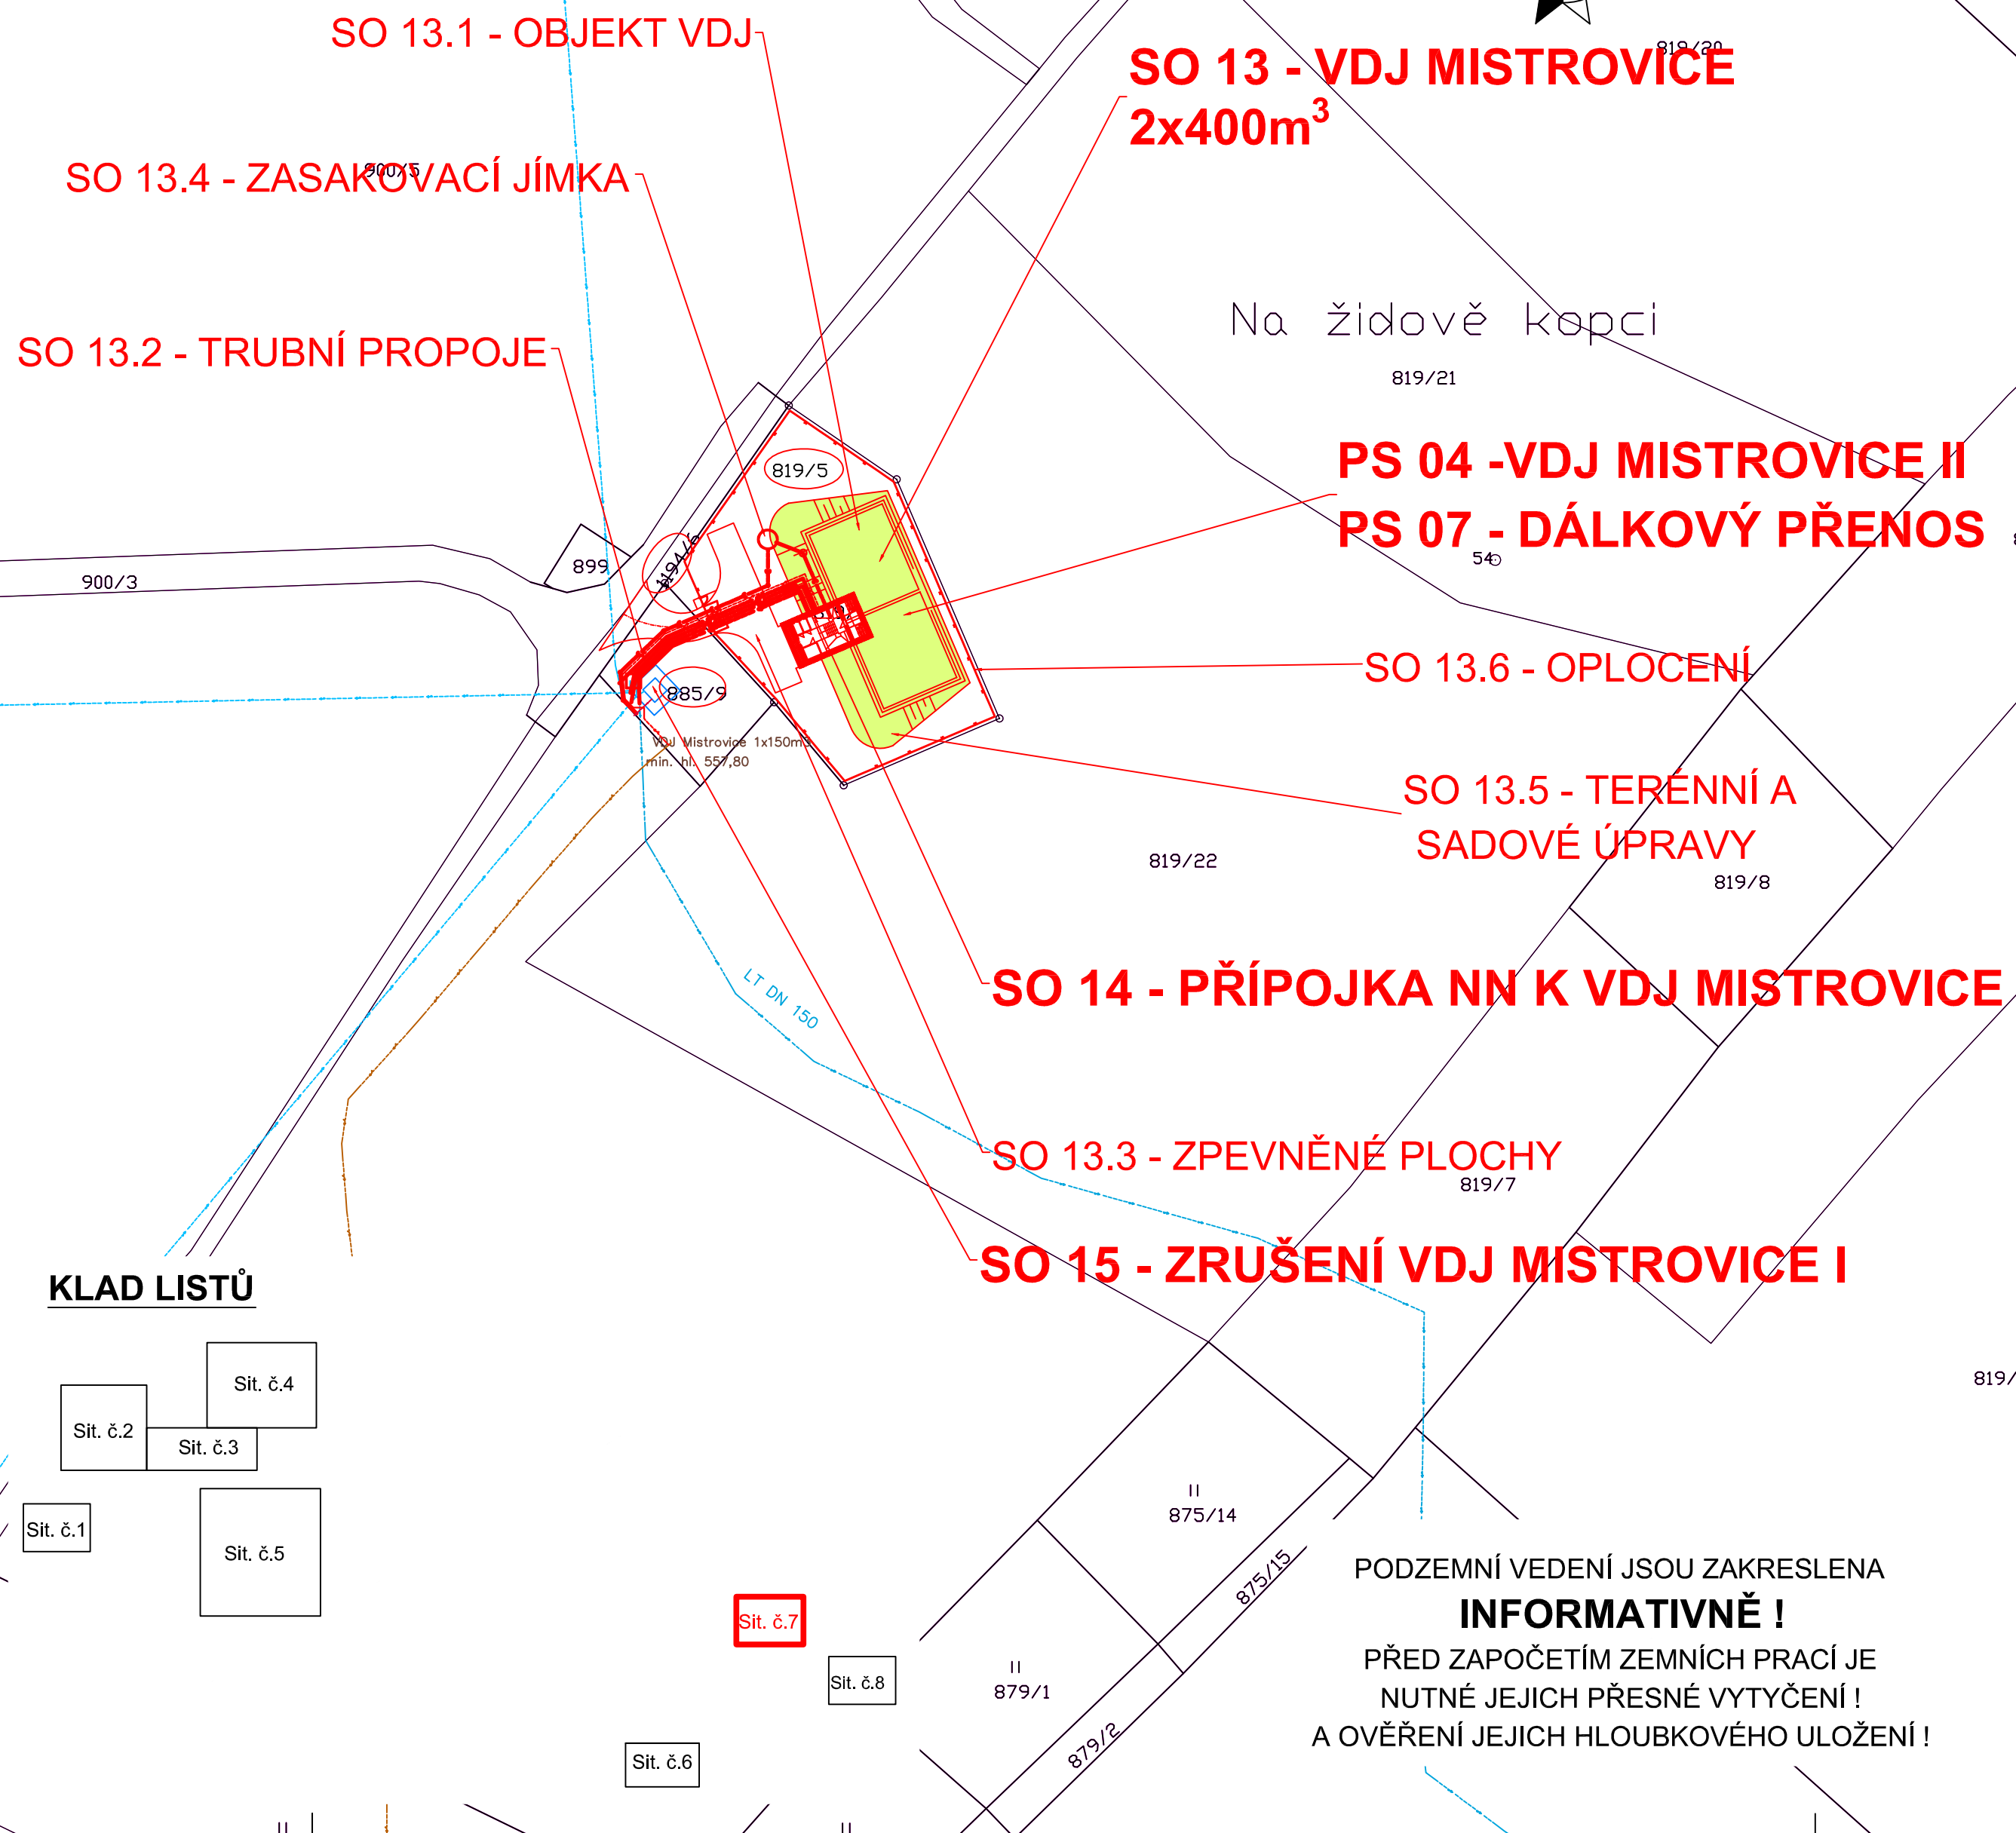 SO 13.1 - OBJEKT VDJ
SO 13 - VDJ MISTROVICE
2x400m³
819/20
SO 13.4 - ZASAKOVACÍ JÍMKA
900/5
Na židově kopci
819/21
SO 13.2 - TRUBNÍ PROPOJE
PS 04 -VDJ MISTROVICE II
PS 07 - DÁLKOVÝ PŘENOS
54
819/5
899
1194/6
900/3
885/9
SO 13.6 - OPLOCENÍ
VDJ Mistrovice 1x150m3
min. hl. 557,80
SO 13.5 - TERÉNNÍ A
SADOVÉ ÚPRAVY
819/22
819/8
LT DN 150
SO 14 - PŘÍPOJKA NN K VDJ MISTROVICE
SO 13.3 - ZPEVNĚNÉ PLOCHY
819/7
SO 15 - ZRUŠENÍ VDJ MISTROVICE I
KLAD LISTŮ
Sit. č.4
Sit. č.2
Sit. č.3
Sit. č.1
Sit. č.5
Sit. č.7
Sit. č.8
Sit. č.6
819/
875/14
875/15
879/1
879/2
PODZEMNÍ VEDENÍ JSOU ZAKRESLENA
INFORMATIVNĚ !
PŘED ZAPOČETÍM ZEMNÍCH PRACÍ JE
NUTNÉ JEJICH PŘESNÉ VYTYČENÍ !
A OVĚŘENÍ JEJICH HLOUBKOVÉHO ULOŽENÍ !